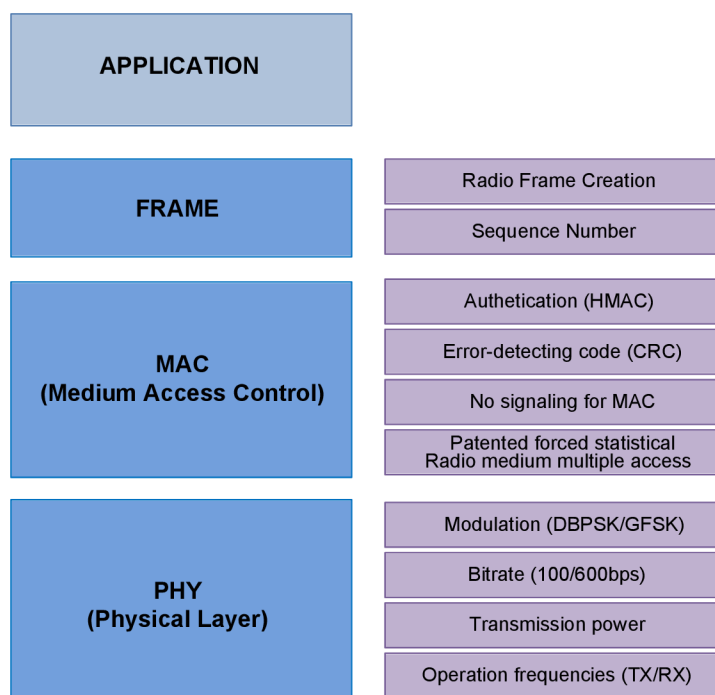 APPLICATION
FRAME
Radio Frame Creation
Sequence Number
MAC
(Medium Access Control)
Authetication (HMAC)
Error-detecting code (CRC)
No signaling for MAC
Patented forced statistical
Radio medium multiple access
PHY
(Physical Layer)
Modulation (DBPSK/GFSK)
Bitrate (100/600bps)
Transmission power
Operation frequencies (TX/RX)